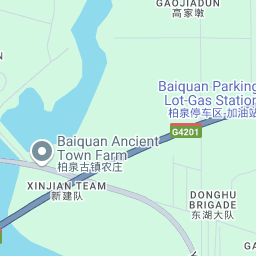 GAOJIADUN
高家墩
Baiquan Parking
Lot-Gas Station
柏泉停车区-加油站
G4201
Baiquan Ancient
Town Farm
柏泉古镇农庄
XINJIAN TEAM
新建队
DONGHU
BRIGADE
东湖大队